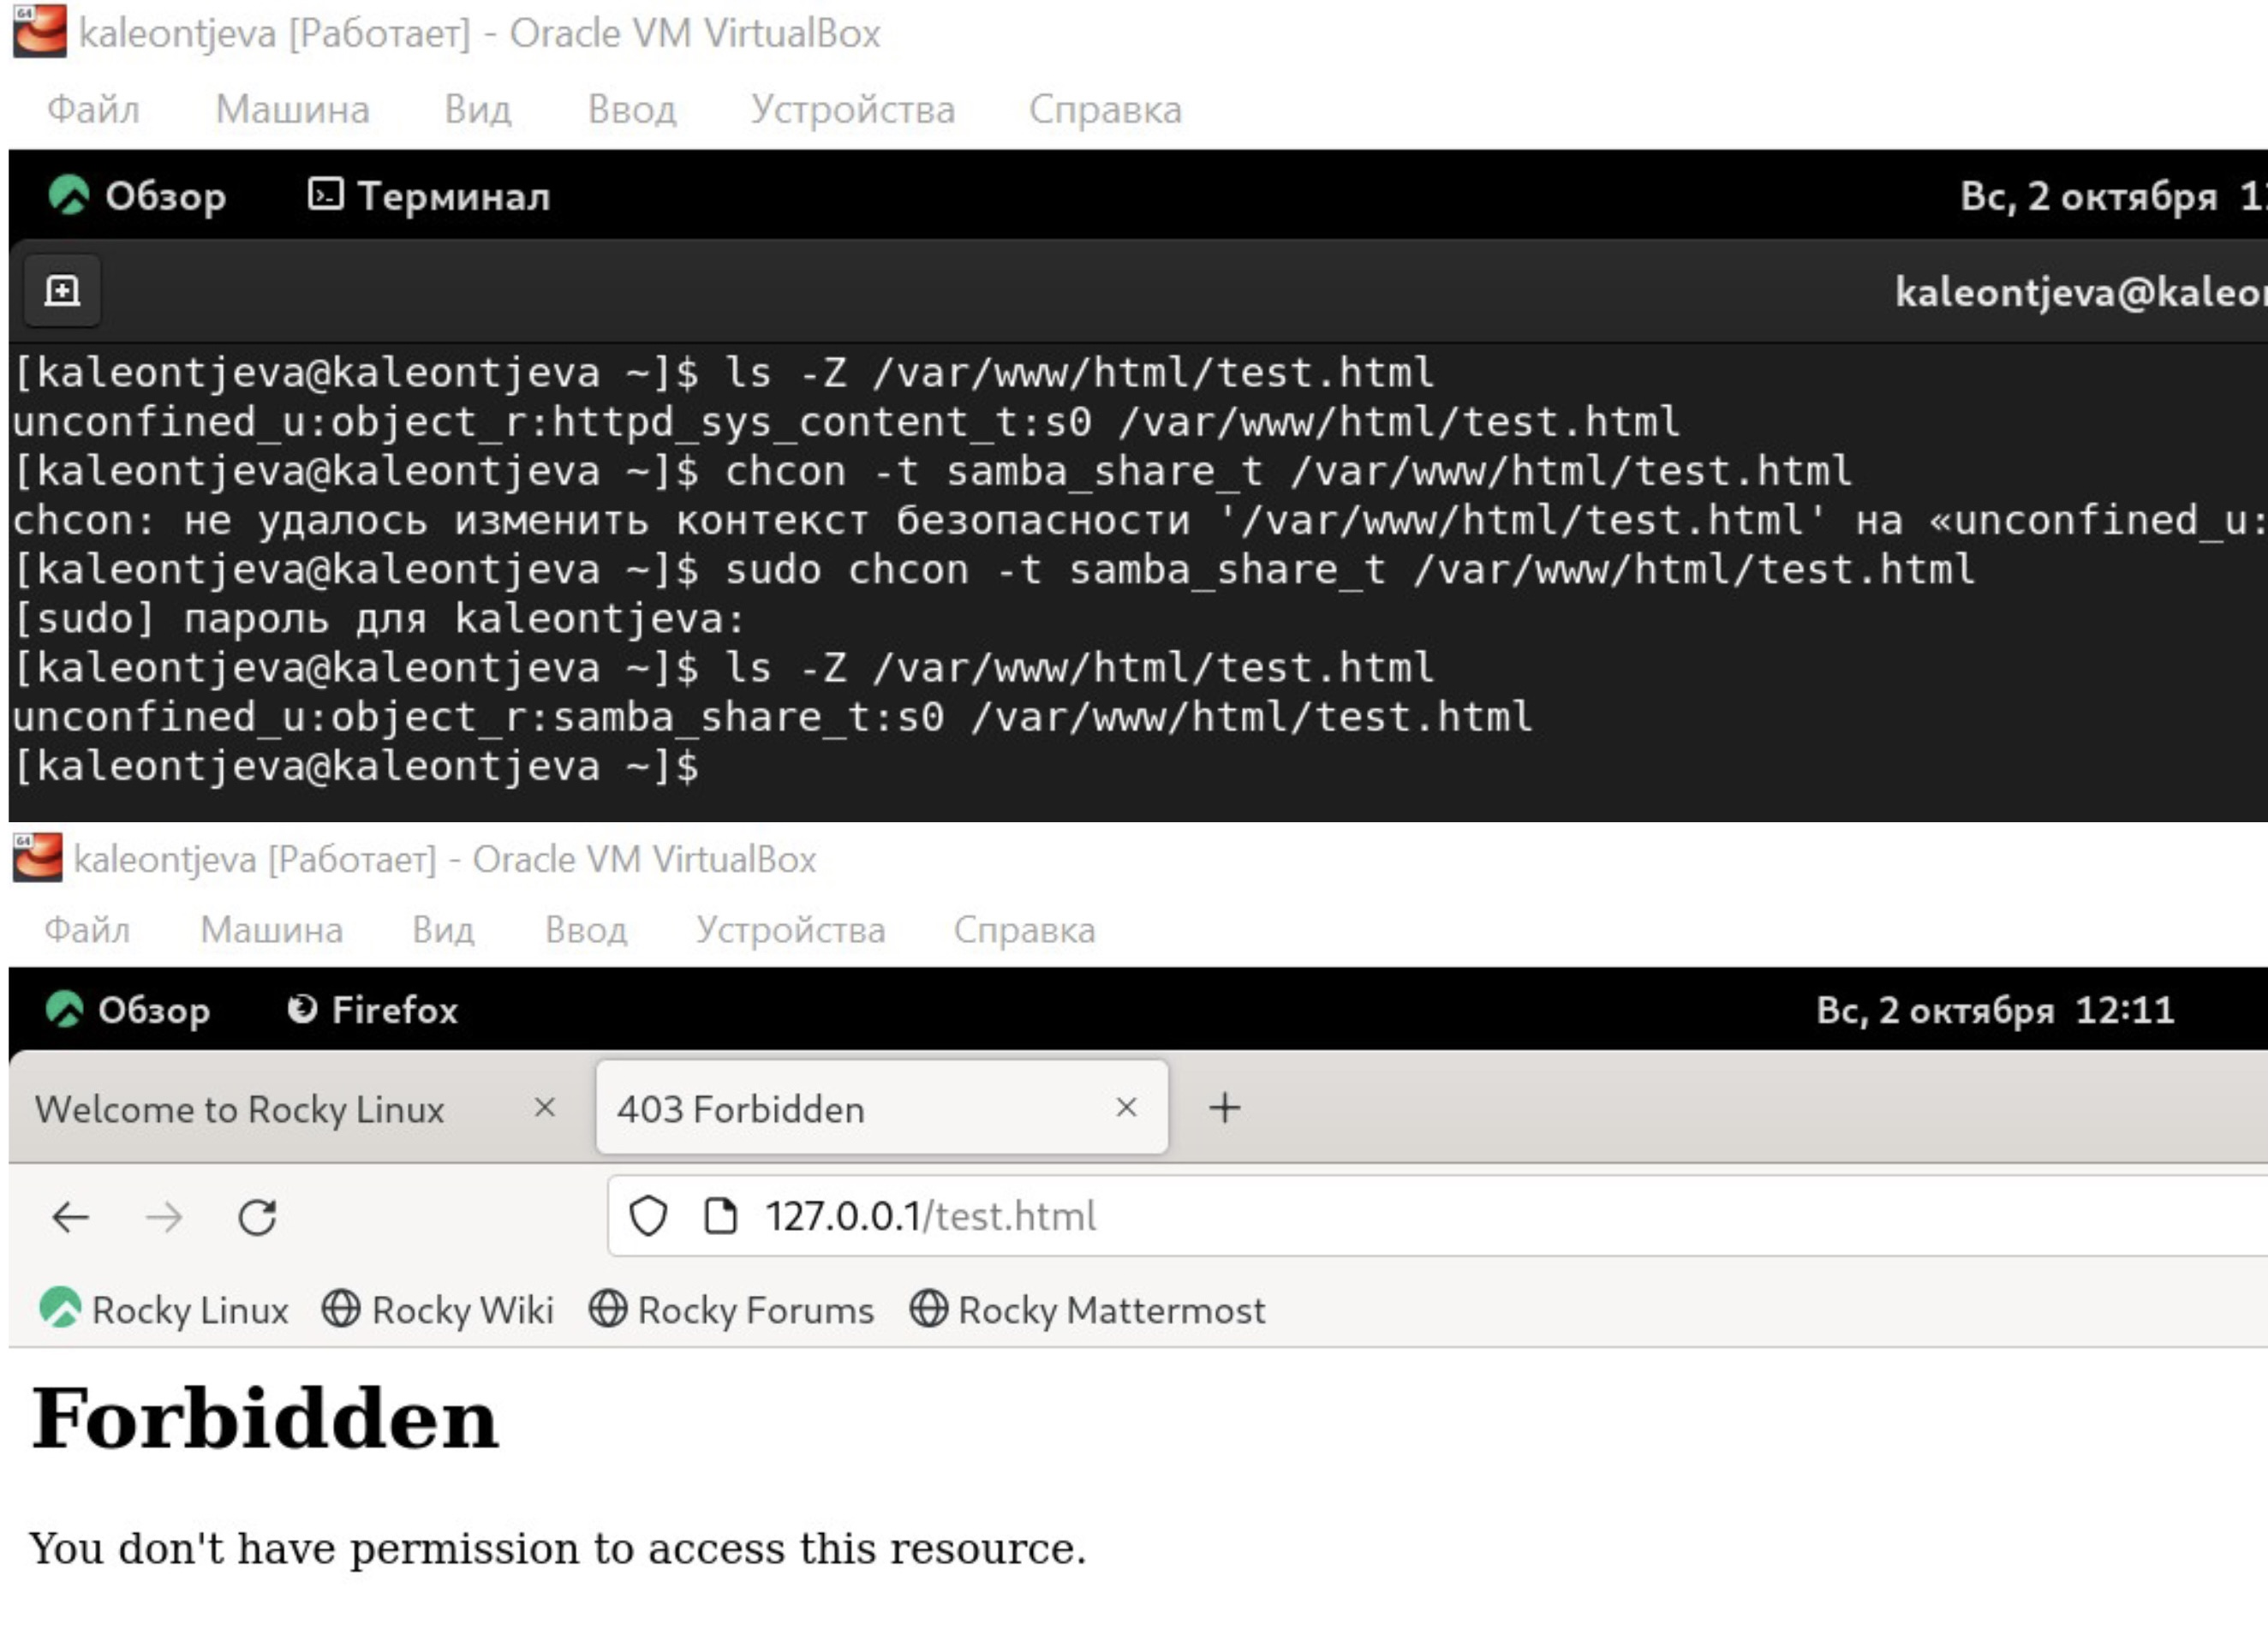 64
kaleontjeva [Работает] - Oracle VM VirtualBox
Файл Машина Вид Ввод Устройства Справка
Обзор Терминал Вс, 2 октября
kaleontjeva@kaleon
[kaleontjeva@kaleontjeva ~]$ ls -Z /var/www/html/test.html
unconfined_u:object_r:httpd_sys_content_t:s0 /var/www/html/test.html
[kaleontjeva@kaleontjeva ~]$ chcon -t samba_share_t /var/www/html/test.html
chcon: не удалось изменить контекст безопасности '/var/www/html/test.html' на «unconfined_u:
[kaleontjeva@kaleontjeva ~]$ sudo chcon -t samba_share_t /var/www/html/test.html
[sudo] пароль для kaleontjeva:
[kaleontjeva@kaleontjeva ~]$ ls -Z /var/www/html/test.html
unconfined_u:object_r:samba_share_t:s0 /var/www/html/test.html
[kaleontjeva@kaleontjeva ~]$
64
kaleontjeva [Работает] - Oracle VM VirtualBox
Файл Машина Вид Ввод Устройства Справка
Обзор Firefox Вс, 2 октября 12:11
Welcome to Rocky Linux × 403 Forbidden × +
127.0.0.1/test.html
Rocky Linux Rocky Wiki Rocky Forums Rocky Mattermost
Forbidden
You don't have permission to access this resource.